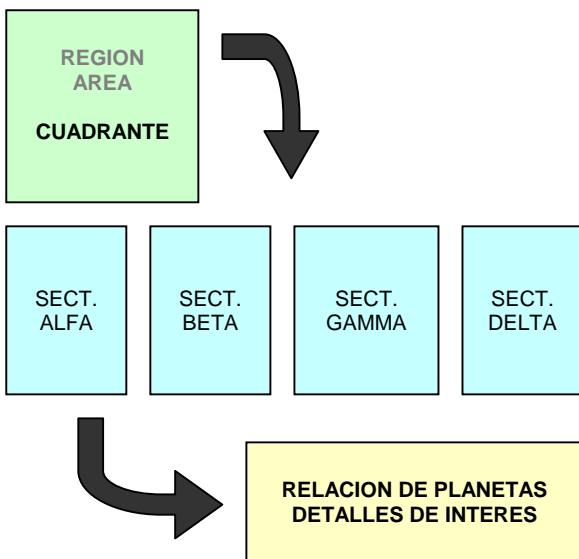 REGION
AREA
CUADRANTE
SECT.
ALFA
SECT.
BETA
SECT.
GAMMA
SECT.
DELTA
RELACION DE PLANETAS
DETALLES DE INTERES